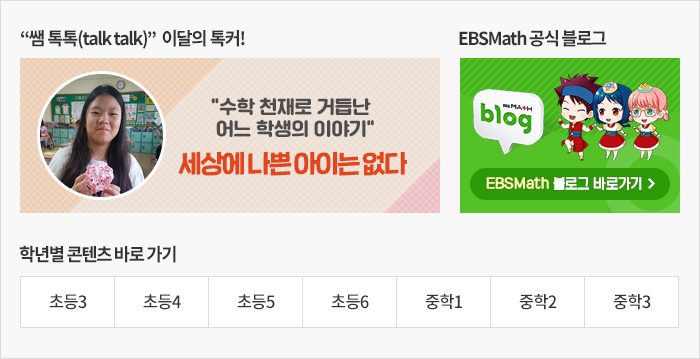 “쌤 톡톡(talk talk)” 이달의 톡커!
"수학 천재로 거듭난
어느 학생의 이야기"
세상에 나쁜 아이는 없다
EBSMath 공식 블로그
EBS MATH
blog
EBSMath 블로그 바로가기 >
학년별 콘텐츠 바로 가기
초등3 초등4 초등5 초등6 중학1 중학2 중학3